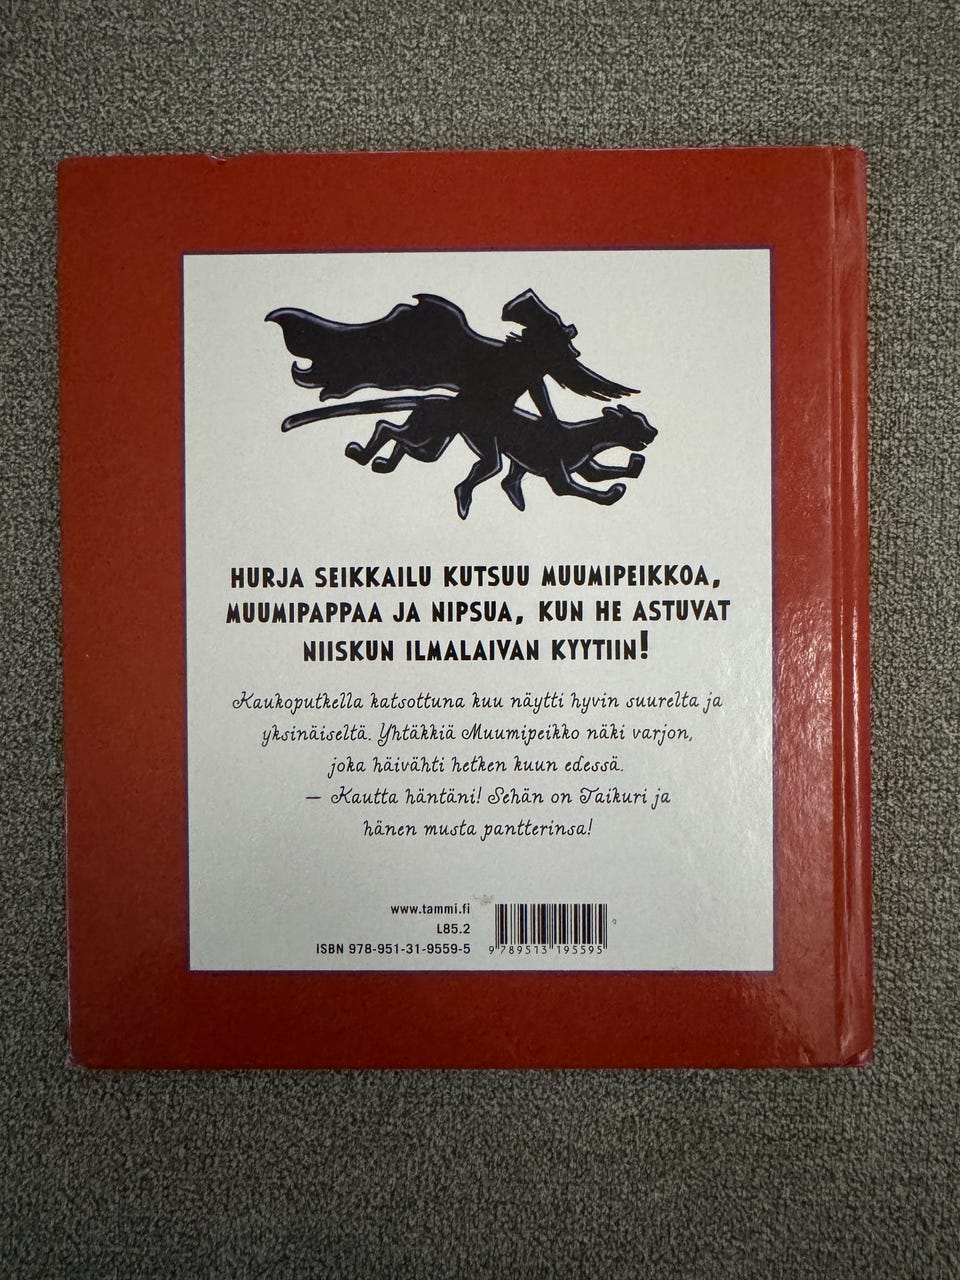 HURJA SEIKKAILU KUTSUU MUUMIPEIKKOA,
MUUMIPAPPAA JA NIPSUA, KUN HE ASTUVAT
NIISKUN ILMALAIVAN KYYTIIN!
Kaukoputkella katsottuna kuu näytti hyvin suurelta ja
yksinäiseltä. Yhtäkkiä Muumipeikko näki varjon,
joka häivähti hetken kuun edessä.
– Kautta häntäni! Sehän on Taikuri ja
hänen musta pantterinsa!
www.tammi.fi
L85.2
ISBN 978-951-31-9559-5
9 789513 195595